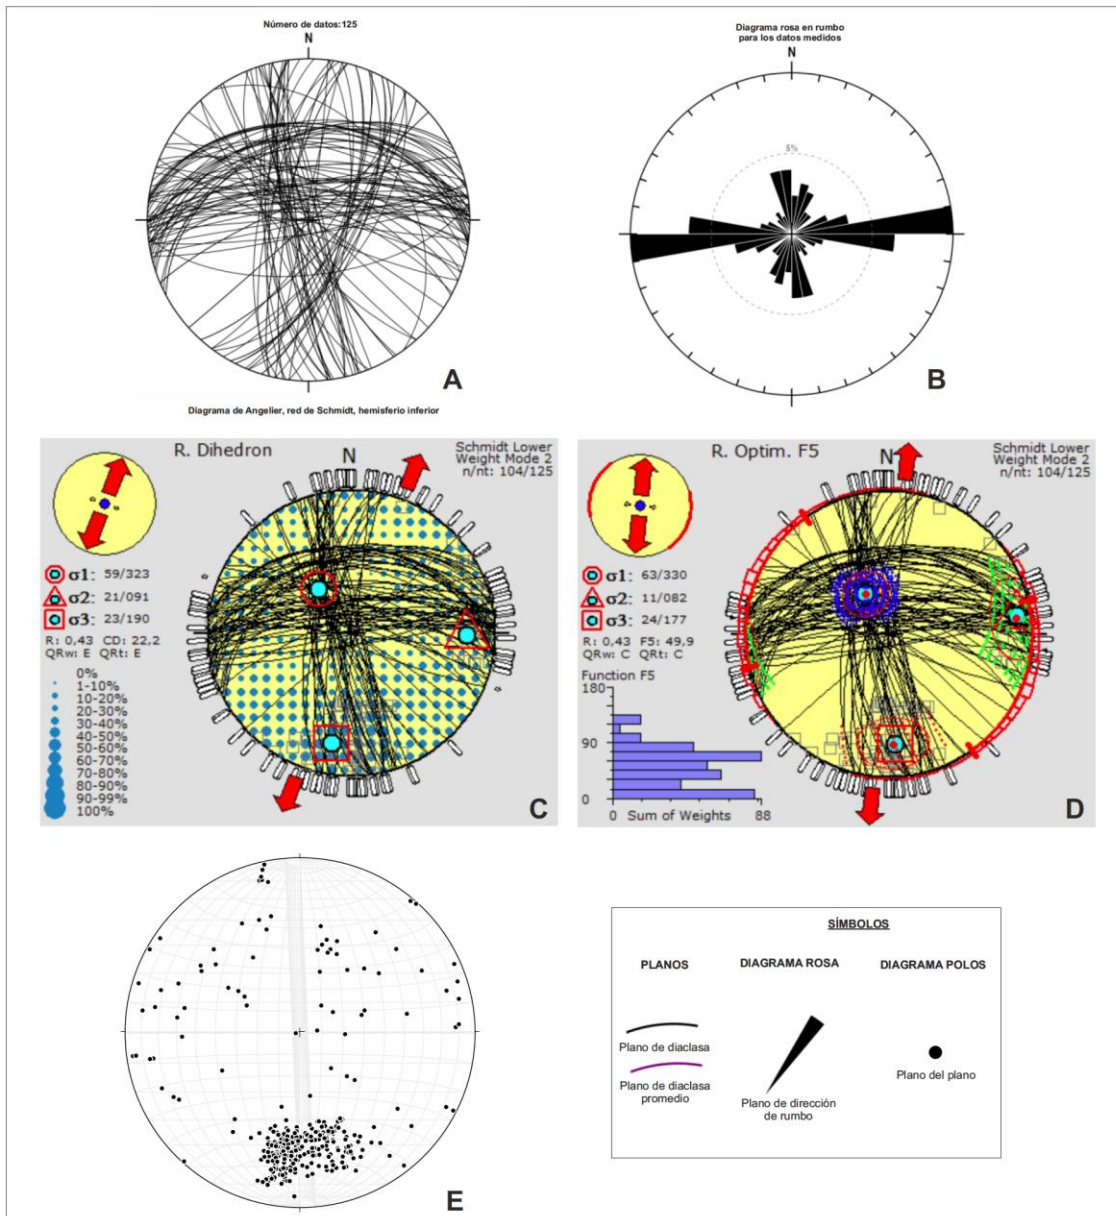 Número de datos:125
N
A
Diagrama de Angelier, red de Schmidt, hemisferio inferior
Diagrama rosa en rumbo
para los datos medidos
N
5%
B
R. Dihedron
N
Schmidt Lower
Weight Mode 2
n/nt: 104/125
σ1: 59/323
σ2: 21/091
σ3: 23/190
R: 0,43 CD: 22,2
QRw: E QRt: E
0%
1-10%
10-20%
20-30%
30-40%
40-50%
50-60%
60-70%
70-80%
80-90%
90-99%
100%
C
R. Optim. F5
N
Schmidt Lower
Weight Mode 2
n/nt: 104/125
σ1: 63/330
σ2: 11/082
σ3: 24/177
R: 0,43 F5: 49,9
QRw: C QRt: C
Function F5
180
90
0
0 Sum of Weights 88
D
E
SÍMBOLOS
PLANOS
Plano de diaclasa
Plano de diaclasa
promedio
DIAGRAMA ROSA
Plano de dirección
de rumbo
DIAGRAMA POLOS
Plano del plano